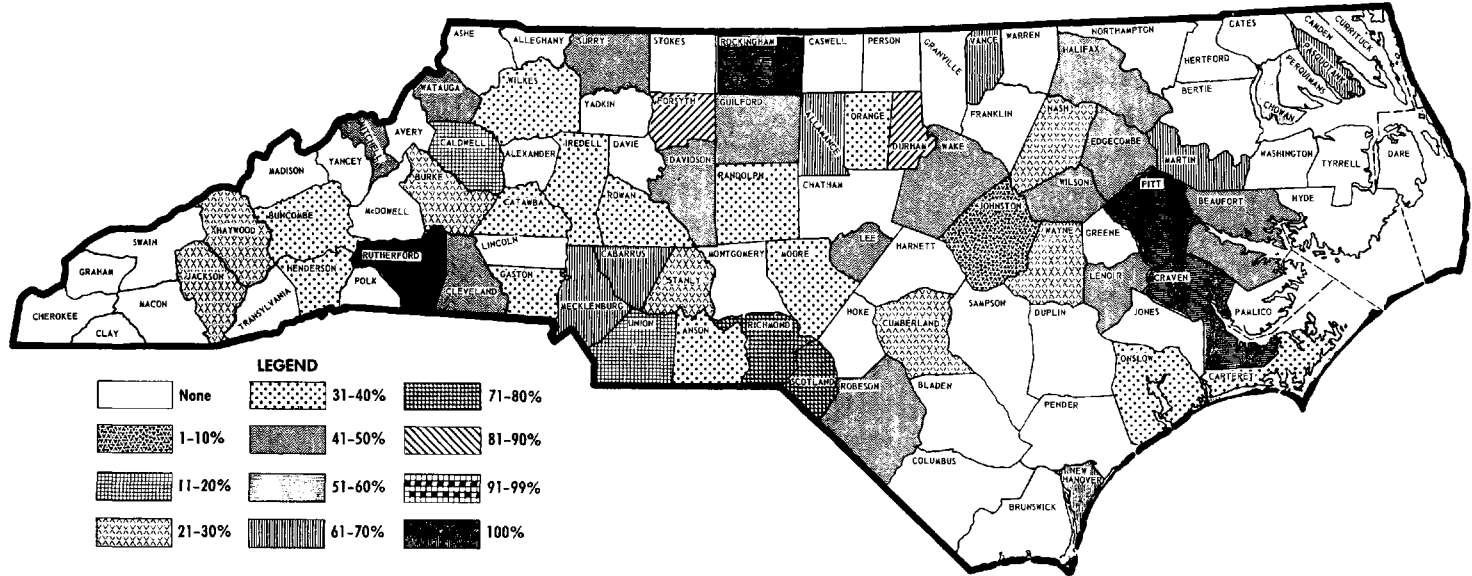 ASHE
ALLEGHANY
SURRY
STOKES
ROCKINGHAM
CASWELL
PERSON
GRANVILLE
VANCE
WARREN
NORTHAMPTON
GATES
CAMDEN
CURRITUCK
PASQUOTANK
PERQUIMANS
CHOWAN
HERTFORD
HALIFAX
BERTIE
WATAUGA
WILKES
YADKIN
FORSYTH
GUILFORD
ALAMANCE
ORANGE
DURHAM
FRANKLIN
NASH
EDGECOMBE
MARTIN
WASHINGTON
TYRRELL
DARE
MITCHELL
AVERY
CALDWELL
ALEXANDER
IREDELL
DAVIE
DAVIDSON
RANDOLPH
CHATHAM
WAKE
WILSON
PITT
BEAUFORT
HYDE
MADISON
YANCEY
BURKE
CATAWBA
ROWAN
JOHNSTON
GREENE
WAYNE
SWAIN
HAYWOOD
BUNCOMBE
McDOWELL
LINCOLN
CABARRUS
MONTGOMERY
MOORE
LEE
HARNETT
LENOIR
CRAVEN
PAMLICO
GRAHAM
JACKSON
HENDERSON
RUTHERFORD
POLK
CLEVELAND
GASTON
MECKLENBURG
STANLY
CHEROKEE
MACON
CLAY
TRANSYLVANIA
UNION
ANSON
RICHMOND
SCOTLAND
HOKE
CUMBERLAND
SAMPSON
DUPLIN
JONES
ONSLOW
CARTERET
ROBESON
BLADEN
PENDER
COLUMBUS
BRUNSWICK
NEW
HANOVER
LEGEND
None
31-40%
71-80%
1-10%
41-50%
81-90%
11-20%
51-60%
91-99%
21-30%
61-70%
100%